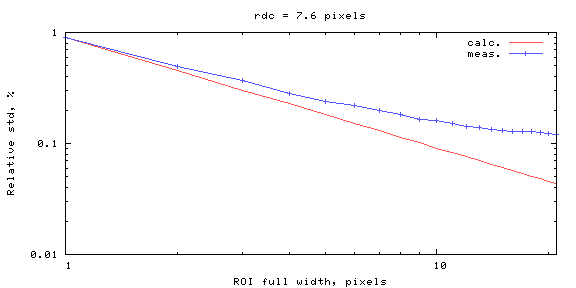 rdc = 7.6 pixels
calc.
meas.
Relative std, %
1
0.1
0.01
1
10
ROI full width, pixels